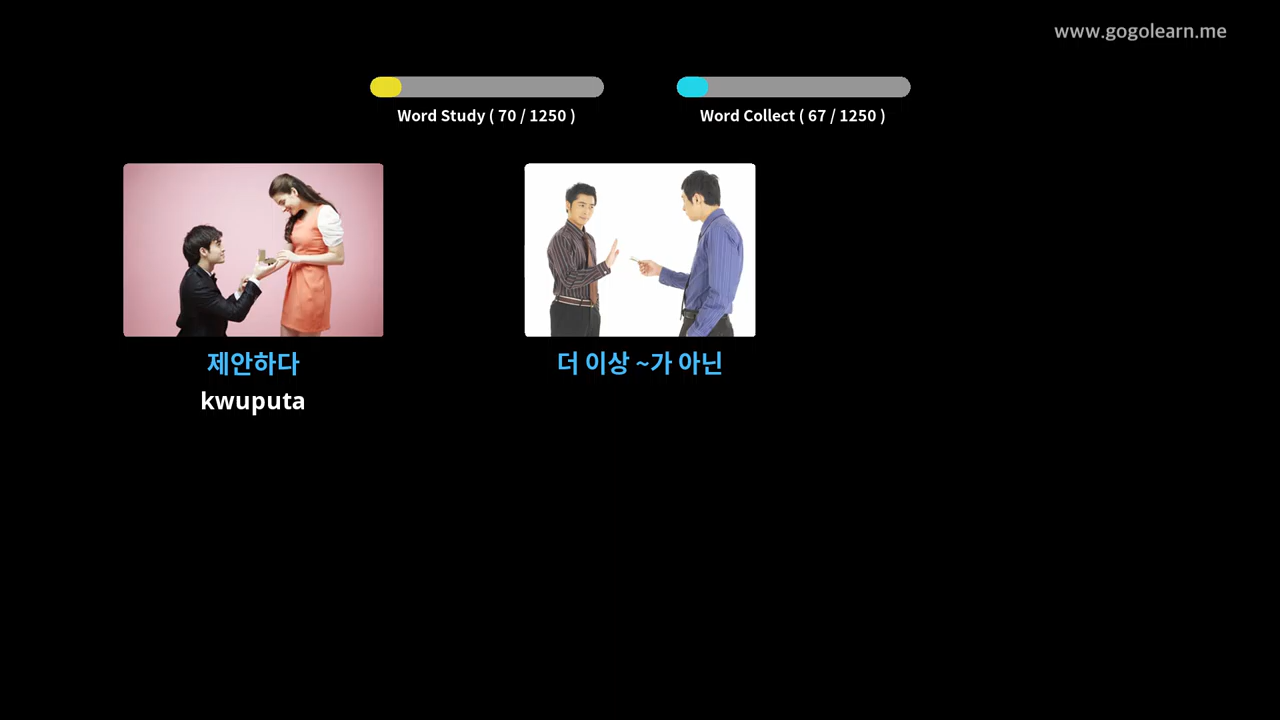 www.gogolearn.me
Word Study ( 70 / 1250 )
Word Collect ( 67 / 1250 )
제안하다
kwuputa
더 이상 ~가 아닌